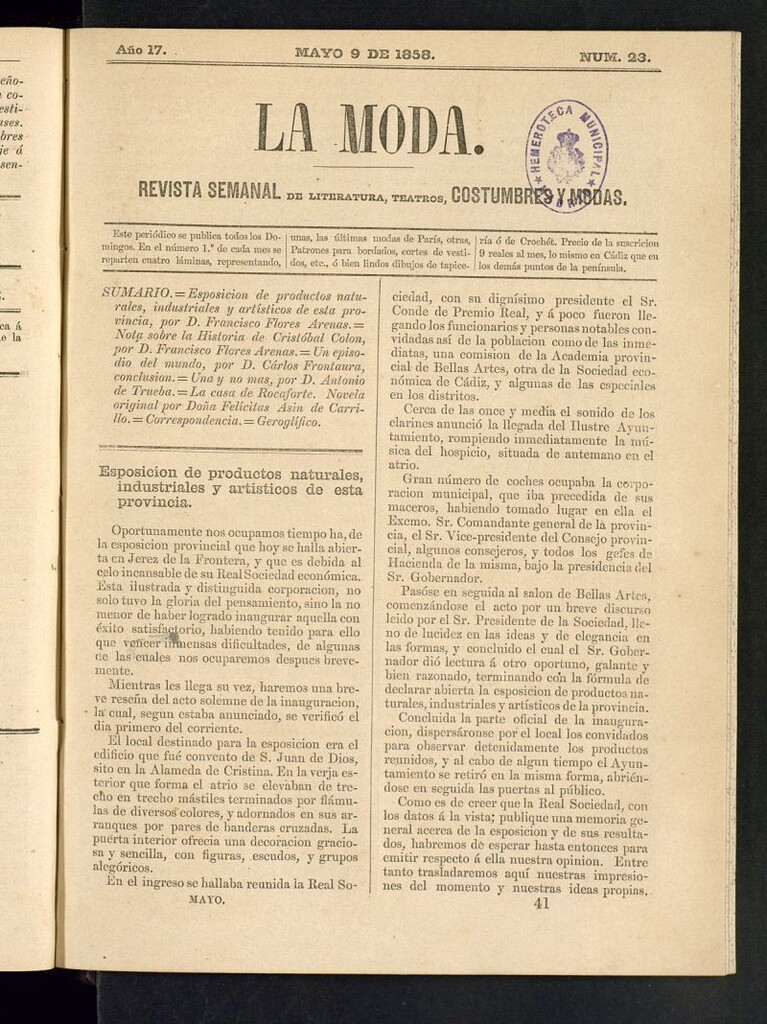 eño-
co-
esti-
ases.
bres
je á
sen-
ca á
e la
Año 17.
MAYO 9 DE 1858.
NUM. 23.
LA MODA.
HEMEROTECA MUNICIPAL
MADRID
REVISTA SEMANAL DE LITERATURA, TEATROS, COSTUMBRES Y MODAS.
Este periódico se publica todos los Do-
mingos. En el número 1.° de cada mes se
reparten cuatro láminas, representando,
unas, las últimas modas de París, otras,
Patrones para bordados, cortes de vesti-
dos, etc., ó bien lindos dibujos de tapice-
ría ó de Crochét. Precio de la suscricion
9 reales al mes, lo mismo en Cádiz que en
los demás puntos de la península.
SUMARIO.=Esposicion de productos natu-
rales, industriales y artísticos de esta pro-
vincia, por D. Francisco Flores Arenas.=
Nota sobre la Historia de Cristóbal Colon,
por D. Francisco Flores Arenas.=Un episo-
dio del mundo, por D. Cárlos Frontaura,
conclusion.=Una y no mas, por D. Antonio
de Trueba.=La casa de Rocaforte. Novela
original por Doña Felícitas Asin de Carri-
llo.=Correspondencia.=Geroglífico.
Esposicion de productos naturales,
industriales y artisticos de esta
provincia.
Oportunamente nos ocupamos tiempo ha, de
la esposicion provincial que hoy se halla abier-
ta en Jerez de la Frontera, y que es debida al
celo incansable de su Real Sociedad económica.
Esta ilustrada y distinguida corporacion, no
solo tuvo la gloria del pensamiento, sino la no
menor de haber logrado inaugurar aquella con
éxito satisfactorio, habiendo tenido para ello
que vencer inmensas dificultades, de algunas
de las cuales nos ocuparemos despues breve-
mente.
Mientras les llega su vez, haremos una bre-
ve reseña del acto solemne de la inauguracion,
la cual, segun estaba anunciado, se verificó el
dia primero del corriente.
El local destinado para la esposicion era el
edificio que fué convento de S. Juan de Dios,
sito en la Alameda de Cristina. En la verja es-
terior que forma el atrio se elevaban de tre-
cho en trecho mástiles terminados por flámu-
las de diversos colores, y adornados en sus ar-
ranques por pares de banderas cruzadas. La
puerta interior ofrecia una decoracion gracio-
sa y sencilla, con figuras, escudos, y grupos
alegóricos.
En el ingreso se hallaba reunida la Real So-
MAYO.
ciedad, con su dignísimo presidente el Sr.
Conde de Premio Real, y á poco fueron lle-
gando los funcionarios y personas notables con-
vidadas así de la poblacion como de las inme-
diatas, una comision de la Academia provin-
cial de Bellas Artes, otra de la Sociedad eco-
nómica de Cádiz, y algunas de las especiales
en los distritos.
Cerca de las once y media el sonido de los
clarines anunció la llegada del Ilustre Ayun-
tamiento, rompiendo inmediatamente la mú-
sica del hospicio, situada de antemano en el
atrio.
Gran número de coches ocupaba la corpo-
racion municipal, que iba precedida de sus
maceros, habiendo tomado lugar en ella el
Excmo. Sr. Comandante general de la provin-
cia, el Sr. Vice-presidente del Consejo provin-
cial, algunos consejeros, y todos los gefes de
Hacienda de la misma, bajo la presidencia del
Sr. Gobernador.
Pasóse en seguida al salon de Bellas Artes,
comenzándose el acto por un breve discurso
leido por el Sr. Presidente de la Sociedad, lle-
no de lucidez en las ideas y de elegancia en
las formas, y concluido el cual el Sr. Gober-
nador dió lectura á otro oportuno, galante y
bien razonado, terminando con la fórmula de
declarar abierta la esposicion de productos na-
turales, industriales y artísticos de la provincia.
Concluida la parte oficial de la inaugura-
cion, dispersáronse por el local los convidados
para observar detenidamente los productos
reunidos, y al cabo de algun tiempo el Ayun-
tamiento se retiró en la misma forma, abrién-
dose en seguida las puertas al público.
Como es de creer que la Real Sociedad, con
los datos á la vista; publique una memoria ge-
neral acerca de la esposicion y de sus resulta-
dos, habremos de esperar hasta entonces para
emitir respecto á ella nuestra opinion. Entre
tanto trasladaremos aquí nuestras impresio-
nes del momento y nuestras ideas propias.
41